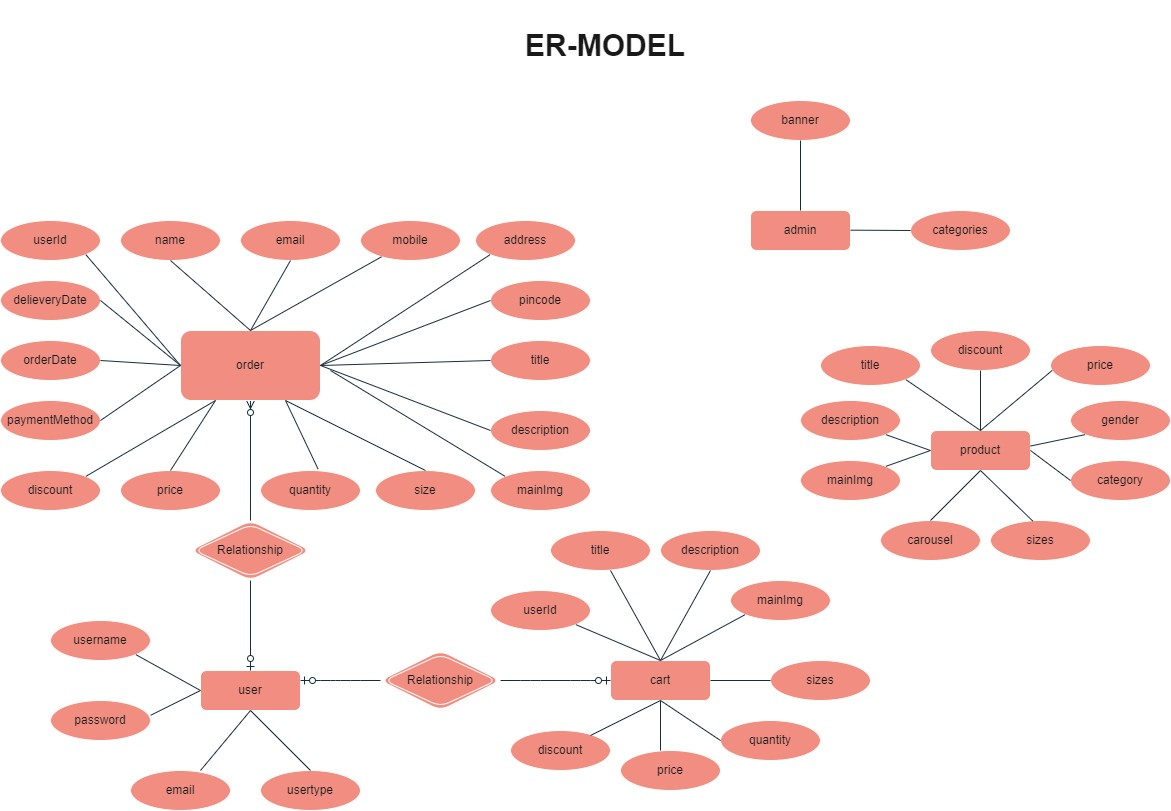 ER-MODEL
banner
admin
categories
userId
name
email
mobile
address
delieveryDate
pincode
orderDate
order
title
paymentMethod
description
discount
price
quantity
size
mainImg
title
discount
price
description
gender
product
mainImg
category
carousel
sizes
Relationship
title
description
userId
mainImg
username
user
Relationship
cart
sizes
password
discount
quantity
price
email
usertype